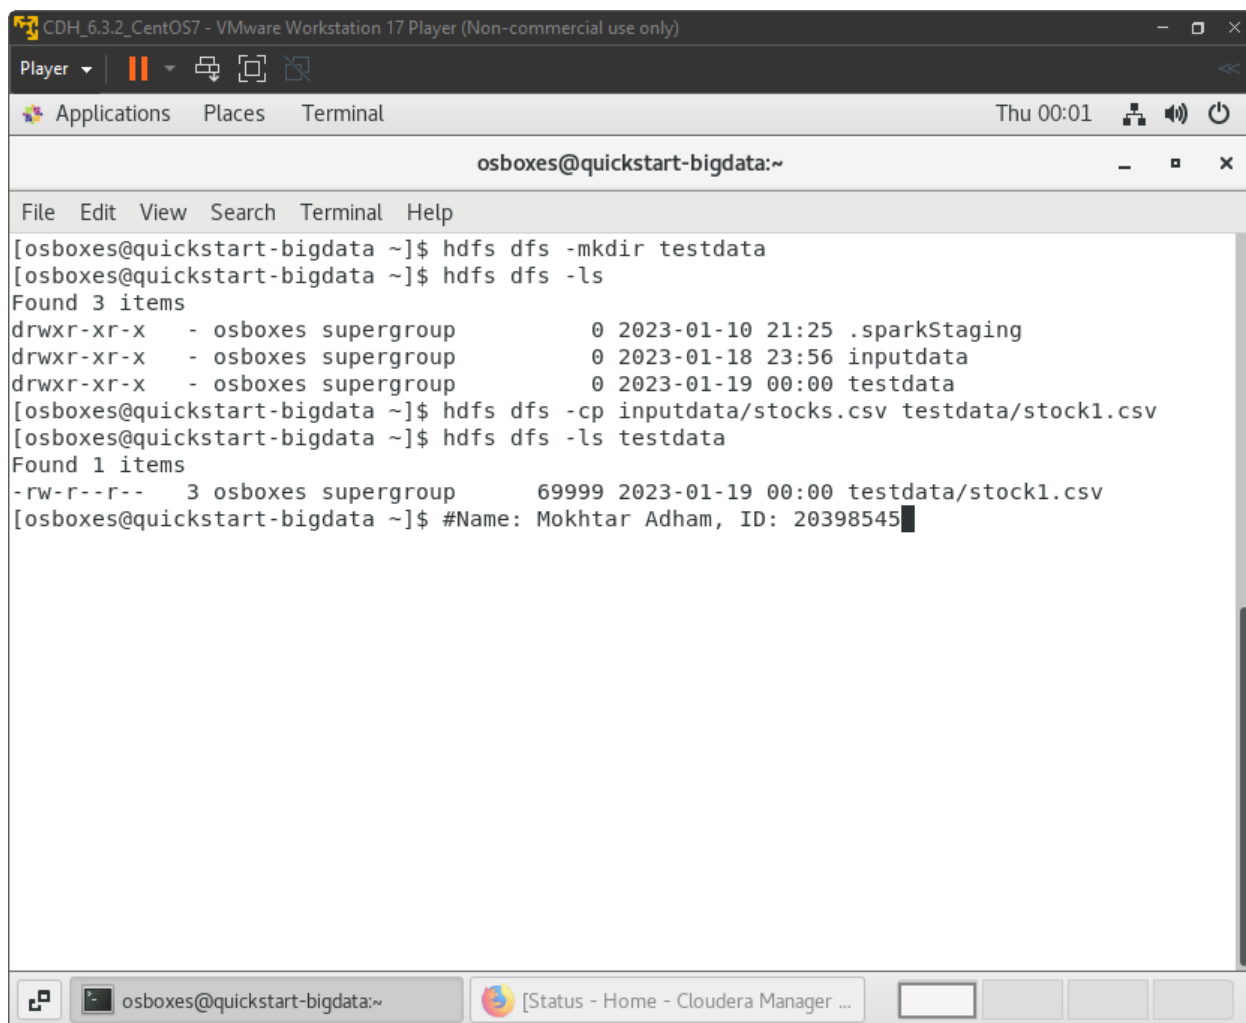 CDH_6.3.2_CentOS7 - VMware Workstation 17 Player (Non-commercial use only)
Player
Applications Places Terminal Thu 00:01
osboxes@quickstart-bigdata:~
File Edit View Search Terminal Help
[osboxes@quickstart-bigdata ~]$ hdfs dfs -mkdir testdata
[osboxes@quickstart-bigdata ~]$ hdfs dfs -ls
Found 3 items
drwxr-xr-x   - osboxes supergroup          0 2023-01-10 21:25 .sparkStaging
drwxr-xr-x   - osboxes supergroup          0 2023-01-18 23:56 inputdata
drwxr-xr-x   - osboxes supergroup          0 2023-01-19 00:00 testdata
[osboxes@quickstart-bigdata ~]$ hdfs dfs -cp inputdata/stocks.csv testdata/stock1.csv
[osboxes@quickstart-bigdata ~]$ hdfs dfs -ls testdata
Found 1 items
-rw-r--r--   3 osboxes supergroup      69999 2023-01-19 00:00 testdata/stock1.csv
[osboxes@quickstart-bigdata ~]$ #Name: Mokhtar Adham, ID: 20398545
osboxes@quickstart-bigdata:~ [Status - Home - Cloudera Manager ...